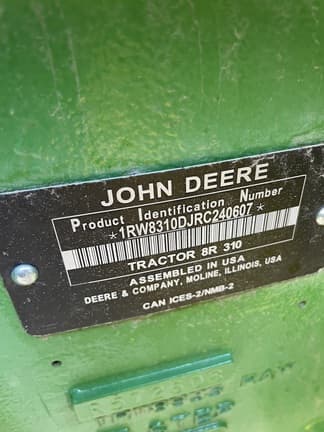 JOHN DEERE
Product Identification Number
*1RW8310DJRC240607*
TRACTOR 8R 310
ASSEMBLED IN USA
DEERE & COMPANY, MOLINE, ILLINOIS, USA
CAN ICES-2/NMB-2